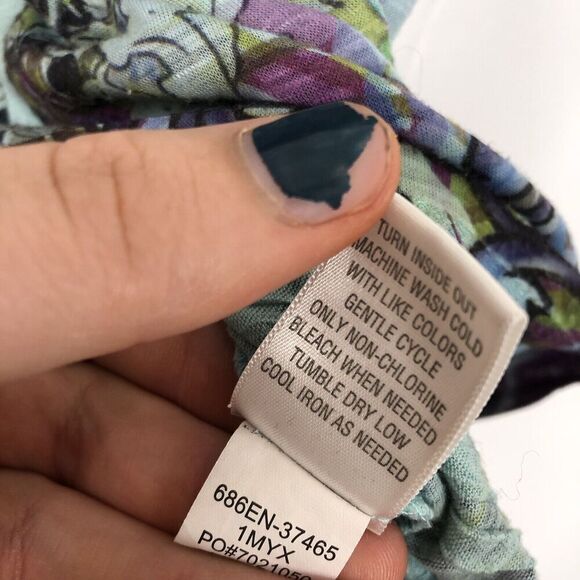 TURN INSIDE OUT
MACHINE WASH COLD
WITH LIKE COLORS
GENTLE CYCLE
ONLY NON-CHLORINE
BLEACH WHEN NEEDED
TUMBLE DRY LOW
COOL IRON AS NEEDED
686EN-37465
1MYX